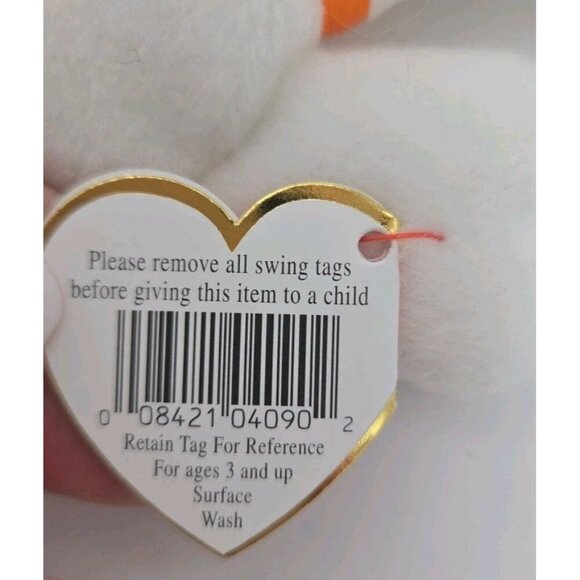 Please remove all swing tags
before giving this item to a child
0 08421 04090 2
Retain Tag For Reference
For ages 3 and up
Surface
Wash